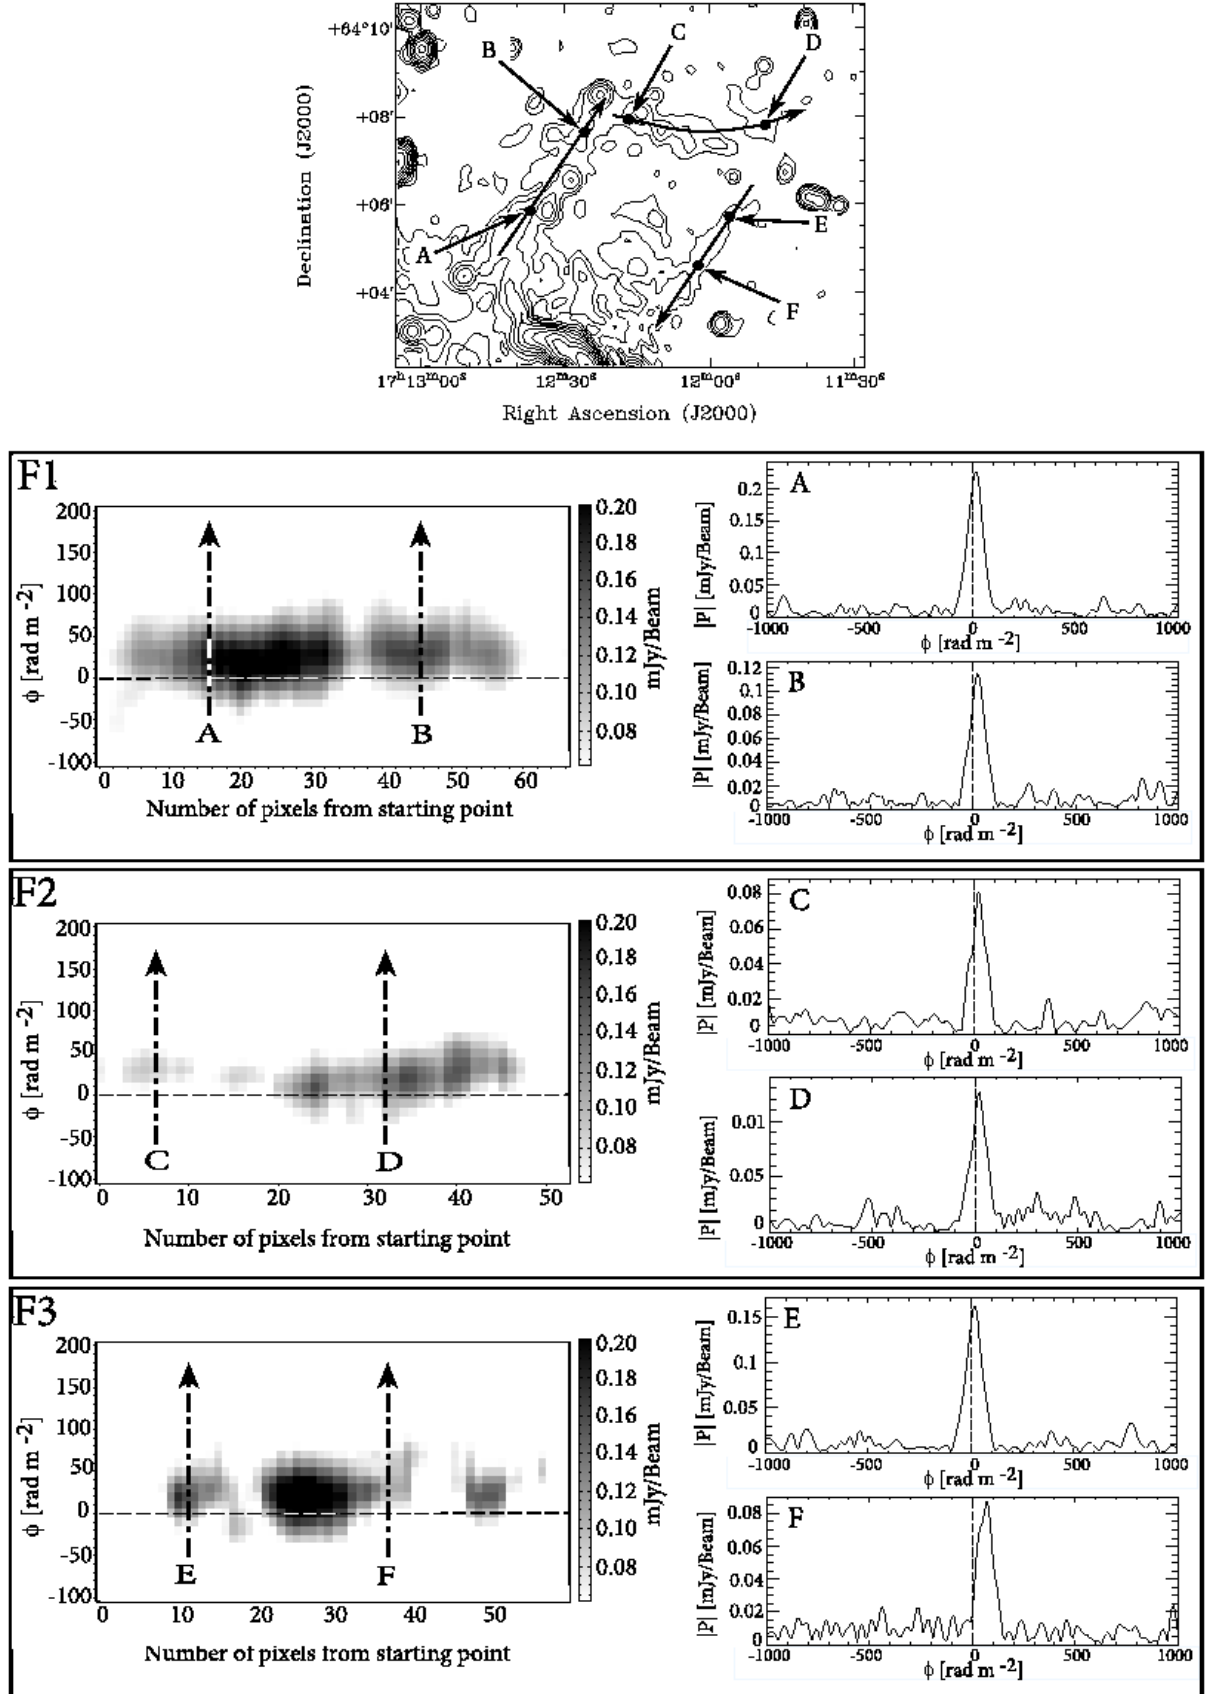 +64°10'
+08'
+06'
+04'
Declination (J2000)
A
B
C
D
E
F
17ʰ13ᵐ00ˢ 12ᵐ30ˢ 12ᵐ00ˢ 11ᵐ30ˢ
Right Ascension (J2000)
F1
200
150
100
50
0
-50
-100
ϕ [rad m -2]
A B
0 10 20 30 40 50 60
Number of pixels from starting point
0.20
0.18
0.16
0.14
0.12
0.10
0.08
mJy/Beam
A
0.2
0.15
0.1
0.05
0
|P| [mJy/Beam]
-1000 -500 0 500 1000
ϕ [rad m -2]
B
0.12
0.1
0.08
0.06
0.04
0.02
0
|P| [mJy/Beam]
-1000 -500 0 500 1000
ϕ [rad m -2]
F2
200
150
100
50
0
-50
-100
ϕ [rad m -2]
C D
0 10 20 30 40 50
Number of pixels from starting point
0.20
0.18
0.16
0.14
0.12
0.10
0.08
mJy/Beam
C
0.08
0.06
0.04
0.02
0
|P| [mJy/Beam]
-1000 -500 0 500 1000
ϕ [rad m -2]
D
0.01
0.05
0
|P| [mJy/Beam]
-1000 -500 0 500 1000
ϕ [rad m -2]
F3
200
150
100
50
0
-50
-100
ϕ [rad m -2]
E F
0 10 20 30 40 50
Number of pixels from starting point
0.20
0.18
0.16
0.14
0.12
0.10
0.08
mJy/Beam
E
0.15
0.1
0.05
0
|P| [mJy/Beam]
-1000 -500 0 500 1000
ϕ [rad m -2]
F
0.08
0.06
0.04
0.02
0
|P| [mJy/Beam]
-1000 -500 0 500 1000
ϕ [rad m -2]